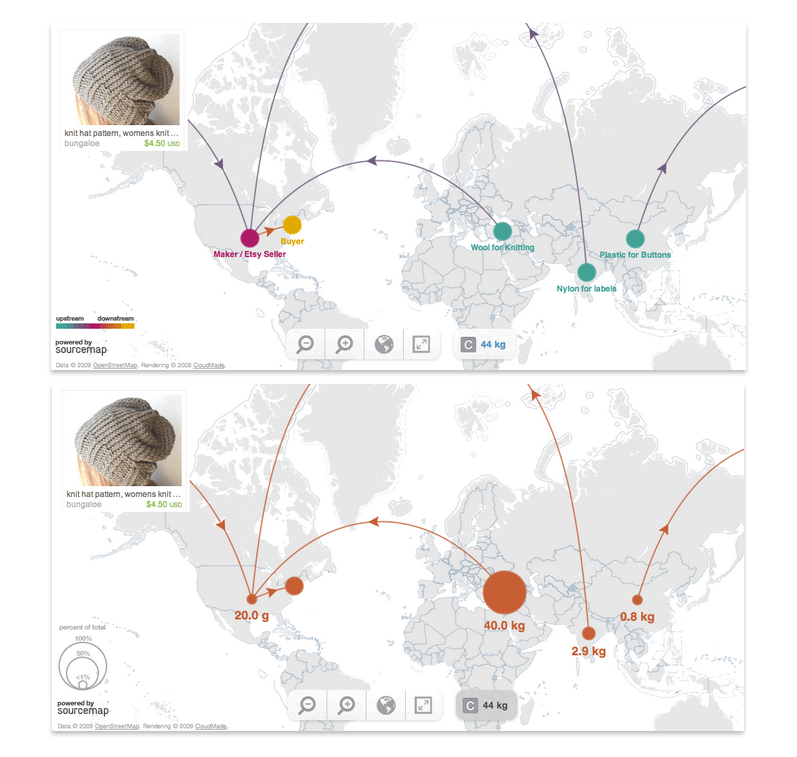 knit hat pattern, womens knit ...
bungaloe $4.50 USD
Buyer
Maker / Etsy Seller
Wool for Knitting
Plastic for Buttons
Nylon for labels
upstream downstream
powered by
sourcemap
C 44 kg
Data © 2009 OpenStreetMap. Rendering © 2009 CloudMade.
knit hat pattern, womens knit ...
bungaloe $4.50 USD
20.0 g
40.0 kg
0.8 kg
2.9 kg
percent of total
100%
50%
<1%
powered by
sourcemap
C 44 kg
Data © 2009 OpenStreetMap. Rendering © 2009 CloudMade.